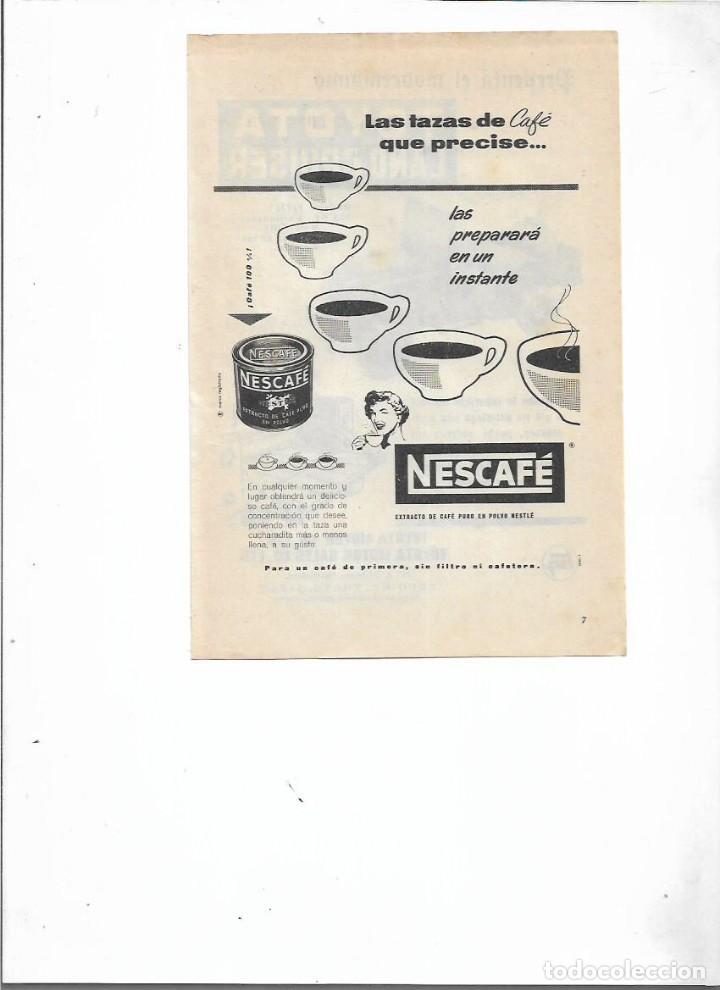 Las tazas de Café
que precise...
las
preparará
en un
instante
¡Café 100 %!
NESCAFÉ
NESCAFÉ
EXTRACTO DE CAFÉ PURO
EN POLVO
® marca registrada
En cualquier momento y
lugar obtendrá un delicio-
so café, con el grado de
concentración que desee,
poniendo en la taza una
cucharadita más o menos
llena, a su gusto.
NESCAFÉ
®
EXTRACTO DE CAFÉ PURO EN POLVO NESTLÉ
Para un café de primera, sin filtro ni cafetera.
7
todocoleccion